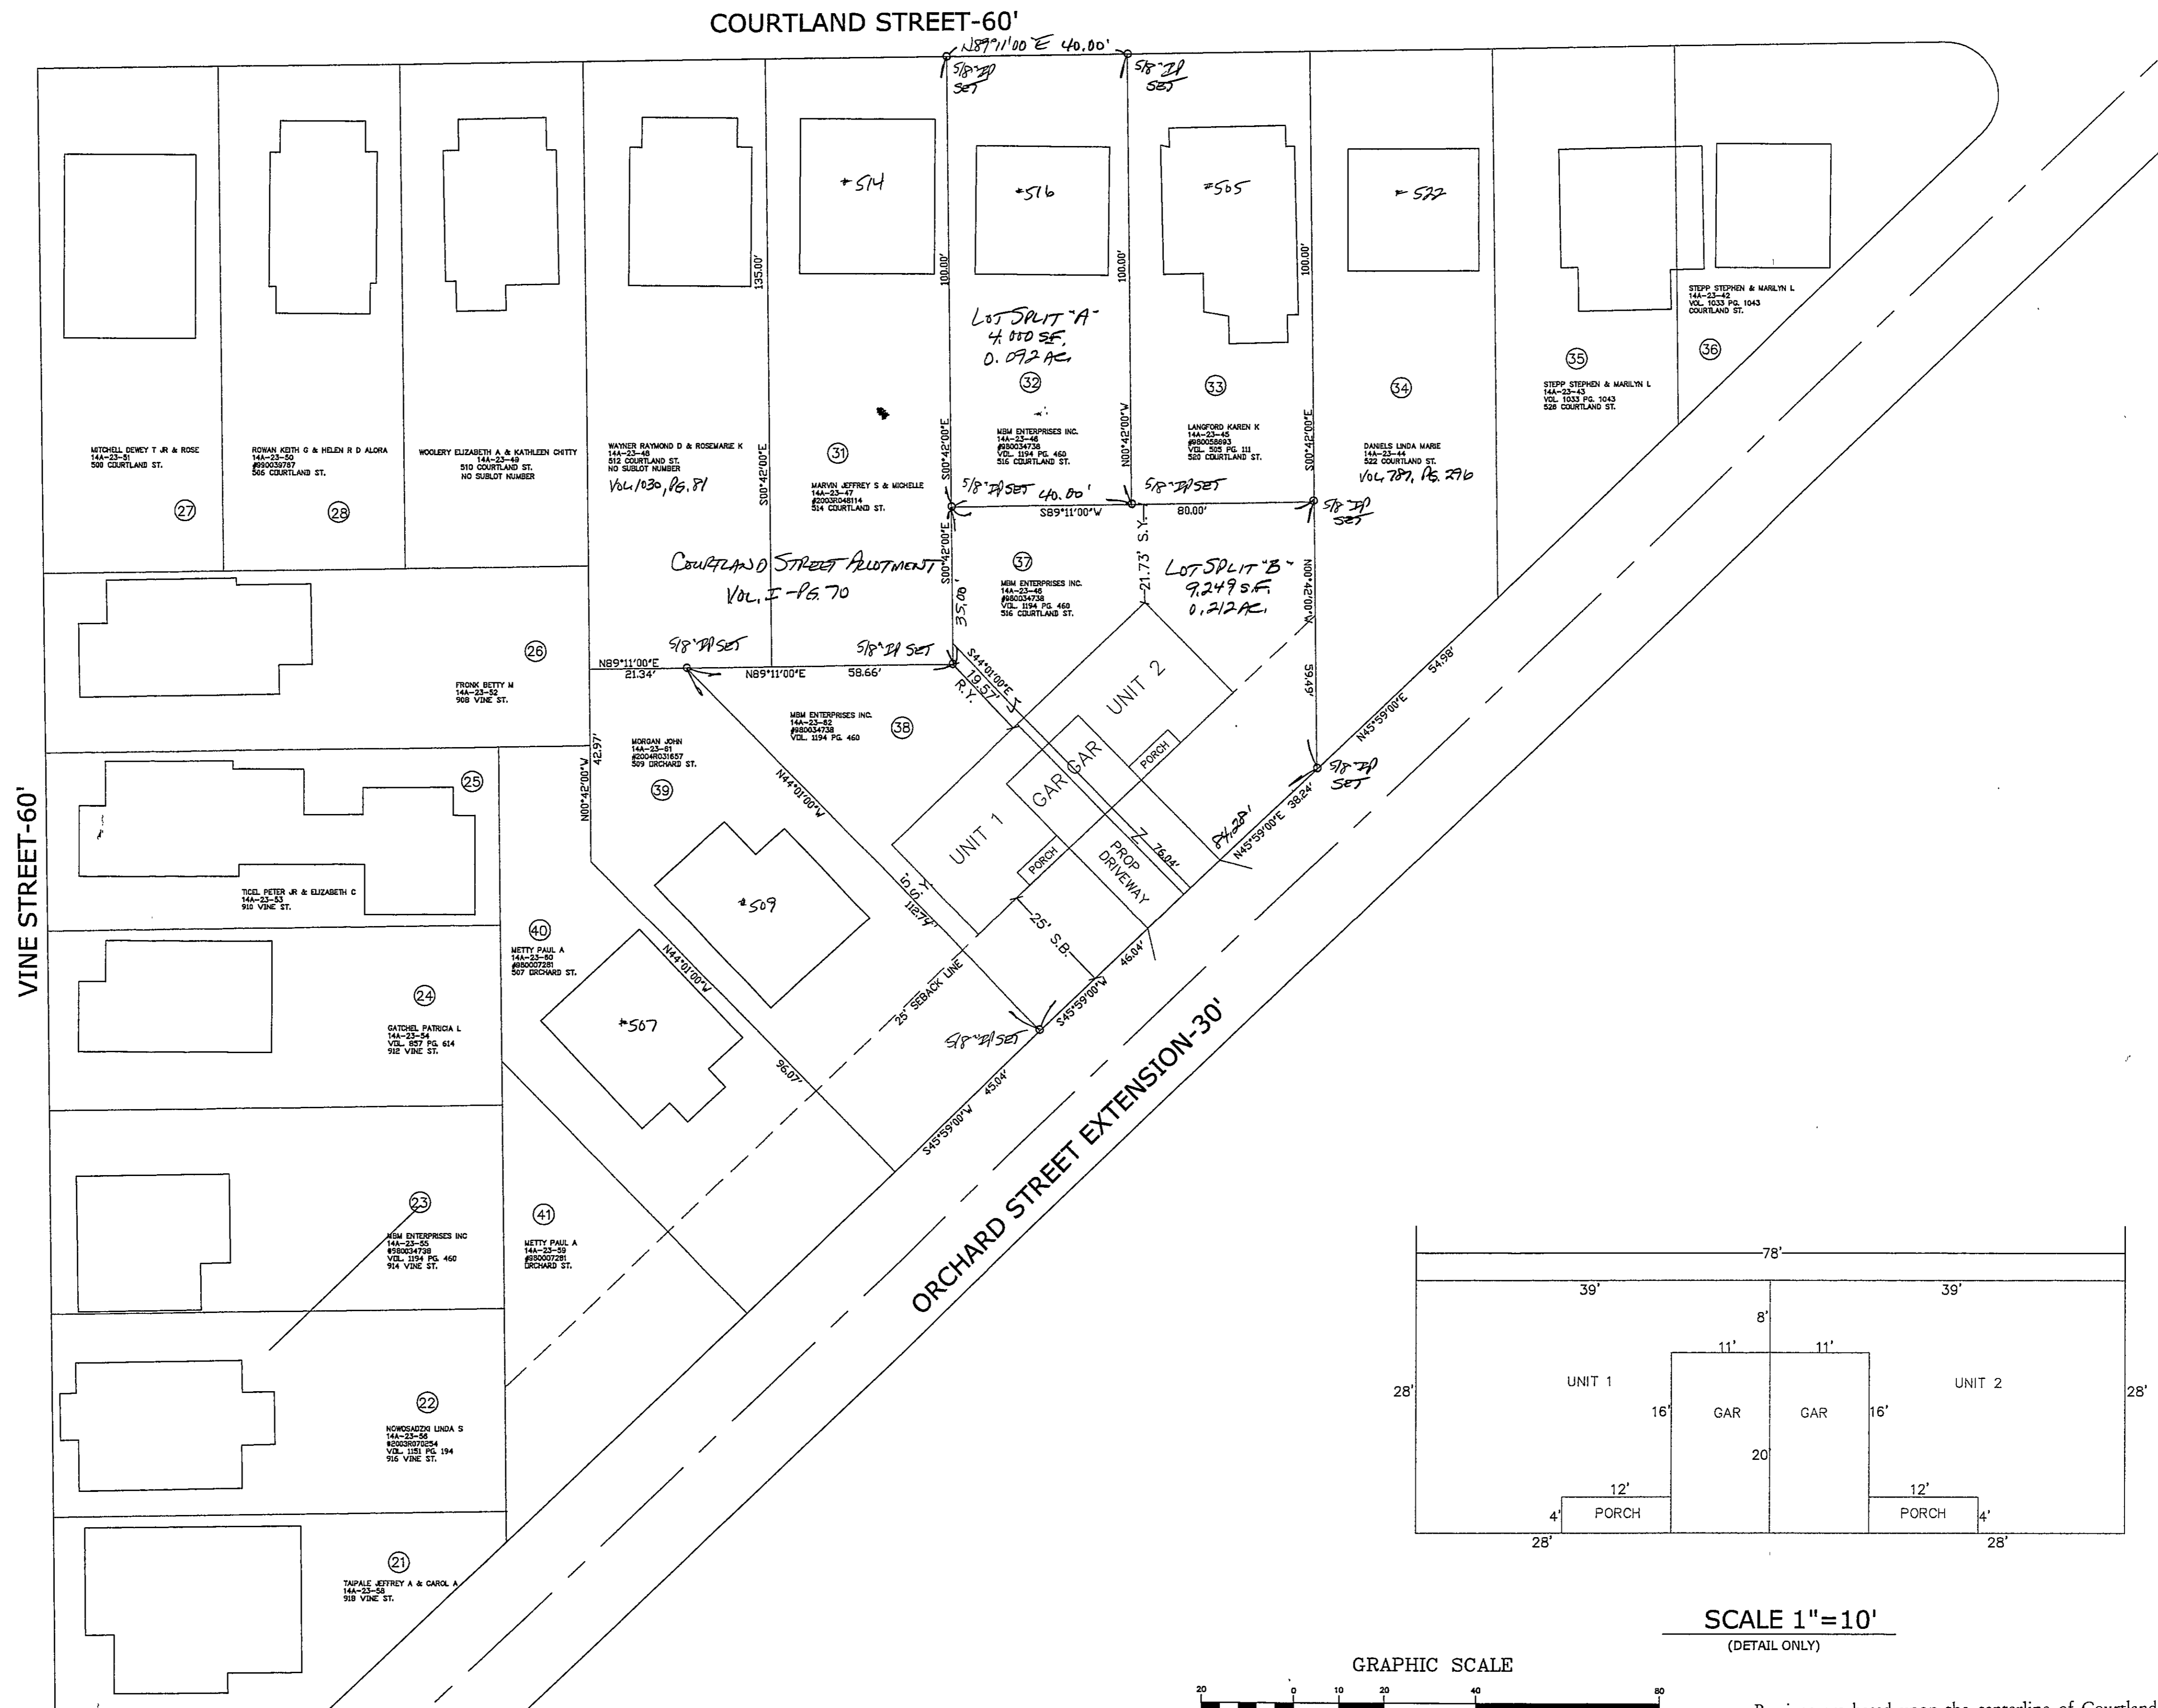 COURTLAND STREET-60'
N89°11'00"E 40.00'
5/8" IP
SET
5/8" IP
SET
#514
#516
#505
#522
135.00'
100.00'
100.00'
100.00'
LOT SPLIT "A"
4.000 SF.
0.092 AC.
STEPP STEPHEN & MARILYN L
14A-23-42
VOL. 1033 PG. 1043
COURTLAND ST.
36
35
STEPP STEPHEN & MARILYN L
14A-23-43
VOL. 1033 PG. 1043
526 COURTLAND ST.
MITCHELL DEWEY T JR & ROSE
14A-23-51
500 COURTLAND ST.
27
ROWAN KEITH G & HELEN R D ALORA
14A-23-50
#990039787
506 COURTLAND ST.
28
WOOLERY ELIZABETH A & KATHLEEN CHITTY
14A-23-49
510 COURTLAND ST.
NO SUBLOT NUMBER
WAYNER RAYMOND D & ROSEMARIE K
14A-23-48
512 COURTLAND ST.
NO SUBLOT NUMBER
VOL. 1030, PG. 81
S00°42'00"E
31
MARVIN JEFFREY S & MICHELLE
14A-23-47
#2003R048114
514 COURTLAND ST.
S00°42'00"E
32
MBM ENTERPRISES INC.
14A-23-46
#980034738
VOL. 1194 PG. 460
516 COURTLAND ST.
N00°42'00"W
33
LANGFORD KAREN K
14A-23-45
#980058693
VOL. 505 PG. 111
520 COURTLAND ST.
S00°42'00"E
34
DANIELS LINDA MARIE
14A-23-44
522 COURTLAND ST.
VOL. 787, PG. 296
5/8" IP SET
40.00'
S89°11'00"W
5/8" IP SET
80.00'
5/8" IP
SET
COURTLAND STREET ALLOTMENT
VOL. I-PG. 70
S00°42'00"E
35.00'
37
MBM ENTERPRISES INC.
14A-23-46
#980034738
VOL. 1194 PG. 460
516 COURTLAND ST.
21.73' S.Y.
LOT SPLIT "B"
9,249 S.F.
0.212 AC.
N00°42'00"W
59.49'
26
FRONK BETTY M
14A-23-52
908 VINE ST.
N89°11'00"E
21.34'
5/8" IP SET
N89°11'00"E
58.66'
5/8" IP SET
S44°01'00"E
19.57'
R.Y.
UNIT 2
GAR
GAR
UNIT 1
PORCH
PORCH
PROP
DRIVEWAY
76.04'
N45°59'00"E
54.98'
5/8" IP
SET
84.28'
N45°59'00"E 38.24'
MBM ENTERPRISES INC.
14A-23-62
#980034738
VOL. 1194 PG. 460
38
42.97'
N00°42'00"W
MORGAN JOHN
14A-23-61
#2004R031657
509 ORCHARD ST.
39
N44°01'00"W
5' S.Y.
112.74'
25' S.B.
46.04'
S45°59'00"W
25' SEBACK LINE
5/8" IP SET
#509
VINE STREET-60'
25
TICEL PETER JR & ELIZABETH C
14A-23-53
910 VINE ST.
40
METTY PAUL A
14A-23-60
#980007281
507 ORCHARD ST.
N44°01'00"W
96.07'
#507
24
GATCHEL PATRICIA L
14A-23-54
VOL. 857 PG. 614
912 VINE ST.
S45°59'00"W 45.04'
ORCHARD STREET EXTENSION-30'
23
MBM ENTERPRISES INC
14A-23-55
#980034738
VOL. 1194 PG. 460
914 VINE ST.
41
METTY PAUL A
14A-23-59
#980007281
ORCHARD ST.
22
NOWOSADZKI LINDA S
14A-23-56
#2003R070254
VOL. 1151 PG. 194
916 VINE ST.
21
TAIPALE JEFFREY A & CAROL A
14A-23-58
918 VINE ST.
78'
39' 39'
8'
11' 11'
UNIT 1 UNIT 2
28' 28'
16' GAR GAR 16'
20'
12' 12'
4' PORCH PORCH 4'
28' 28'
SCALE 1"=10'
(DETAIL ONLY)
GRAPHIC SCALE
20 0 10 20 40 80